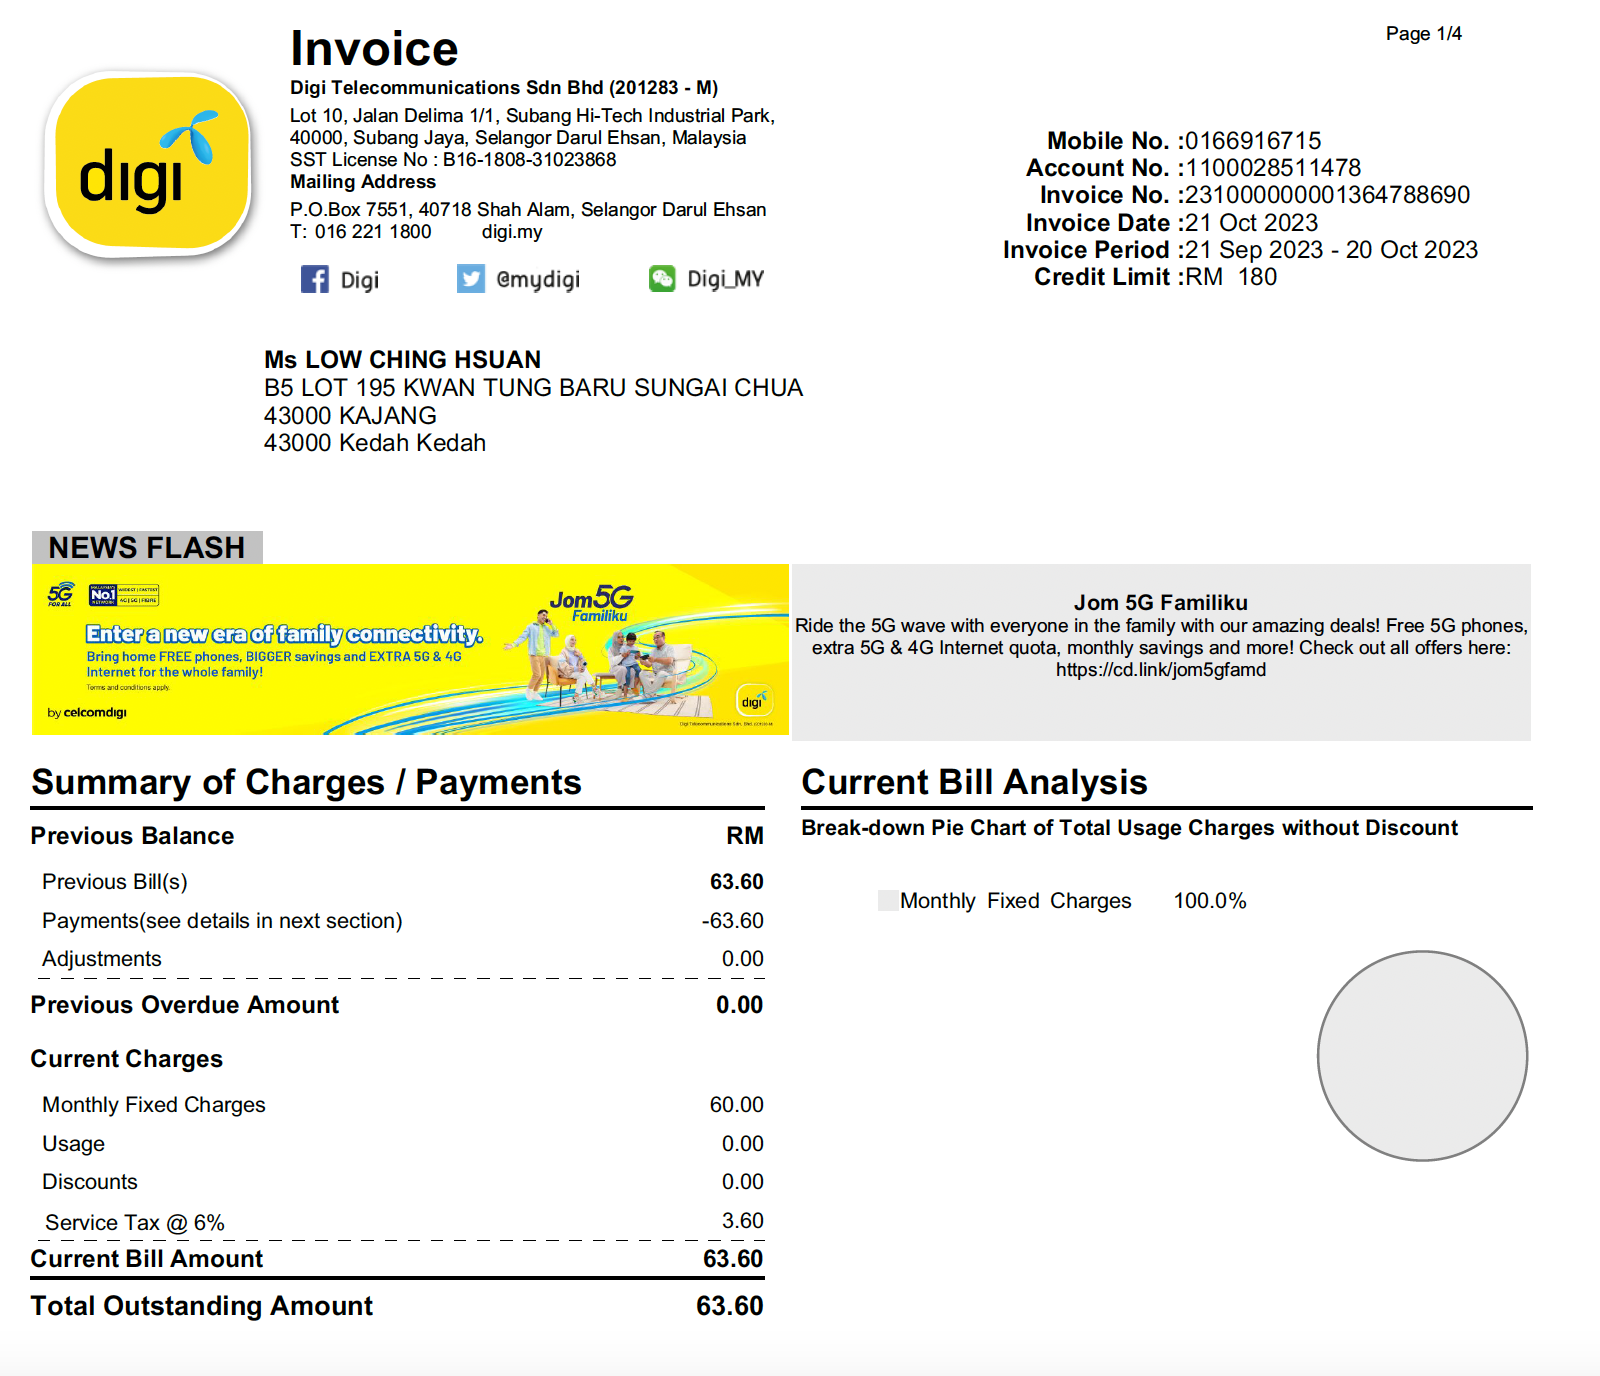 Invoice
Page 1/4
digi
Digi Telecommunications Sdn Bhd (201283 - M)
Lot 10, Jalan Delima 1/1, Subang Hi-Tech Industrial Park,
40000, Subang Jaya, Selangor Darul Ehsan, Malaysia
SST License No : B16-1808-31023868
Mailing Address
P.O.Box 7551, 40718 Shah Alam, Selangor Darul Ehsan
T: 016 221 1800 digi.my
Digi @mydigi Digi_MY
Mobile No. :0166916715
Account No. :1100028511478
Invoice No. :231000000001364788690
Invoice Date :21 Oct 2023
Invoice Period :21 Sep 2023 - 20 Oct 2023
Credit Limit :RM 180
Ms LOW CHING HSUAN
B5 LOT 195 KWAN TUNG BARU SUNGAI CHUA
43000 KAJANG
43000 Kedah Kedah
NEWS FLASH
5G
FOR ALL
MALAYSIA'S
No.1
NETWORK
WIDEST | FASTEST
4G | 5G | FIBRE
Jom5G
Familiku
Enter a new era of family connectivity.
Bring home FREE phones, BIGGER savings and EXTRA 5G & 4G
Internet for the whole family!
Terms and conditions apply.
by celcomdigi
digi
Jom 5G Familiku
Ride the 5G wave with everyone in the family with our amazing deals! Free 5G phones,
extra 5G & 4G Internet quota, monthly savings and more! Check out all offers here:
https://cd.link/jom5gfamd
Summary of Charges / Payments
Previous Balance RM
Previous Bill(s) 63.60
Payments(see details in next section) -63.60
Adjustments 0.00
Previous Overdue Amount 0.00
Current Charges
Monthly Fixed Charges 60.00
Usage 0.00
Discounts 0.00
Service Tax @ 6% 3.60
Current Bill Amount 63.60
Total Outstanding Amount 63.60
Current Bill Analysis
Break-down Pie Chart of Total Usage Charges without Discount
Monthly Fixed Charges 100.0%